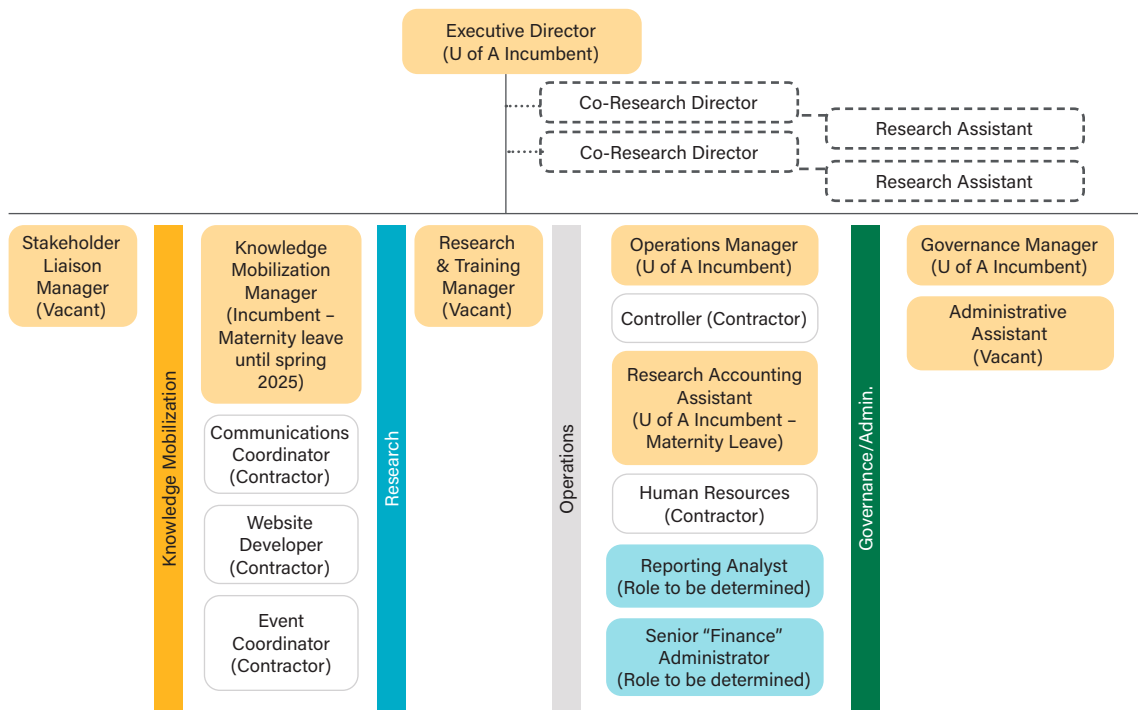 Executive Director
(U of A Incumbent)
Co-Research Director
Research Assistant
Co-Research Director
Research Assistant
Stakeholder
Liaison
Manager
(Vacant)
Knowledge Mobilization
Knowledge
Mobilization
Manager
(Incumbent –
Maternity leave
until spring
2025)
Communications
Coordinator
(Contractor)
Website
Developer
(Contractor)
Event
Coordinator
(Contractor)
Research
Research
& Training
Manager
(Vacant)
Operations
Operations Manager
(U of A Incumbent)
Controller (Contractor)
Research Accounting
Assistant
(U of A Incumbent –
Maternity Leave)
Human Resources
(Contractor)
Reporting Analyst
(Role to be determined)
Senior “Finance”
Administrator
(Role to be determined)
Governance/Admin.
Governance Manager
(U of A Incumbent)
Administrative
Assistant
(Vacant)